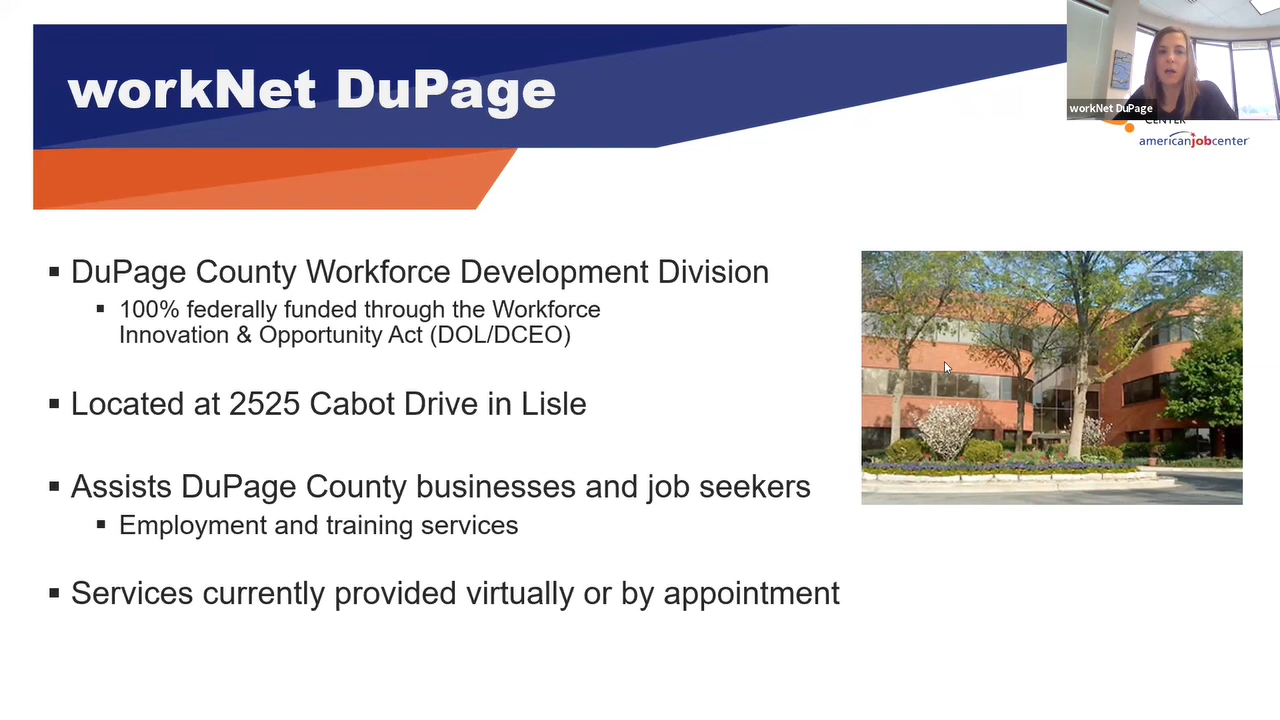 workNet DuPage
workNet DuPage
CENTER
americanjobcenter
▪ DuPage County Workforce Development Division
▪ 100% federally funded through the Workforce
Innovation & Opportunity Act (DOL/DCEO)
▪ Located at 2525 Cabot Drive in Lisle
▪ Assists DuPage County businesses and job seekers
▪ Employment and training services
▪ Services currently provided virtually or by appointment